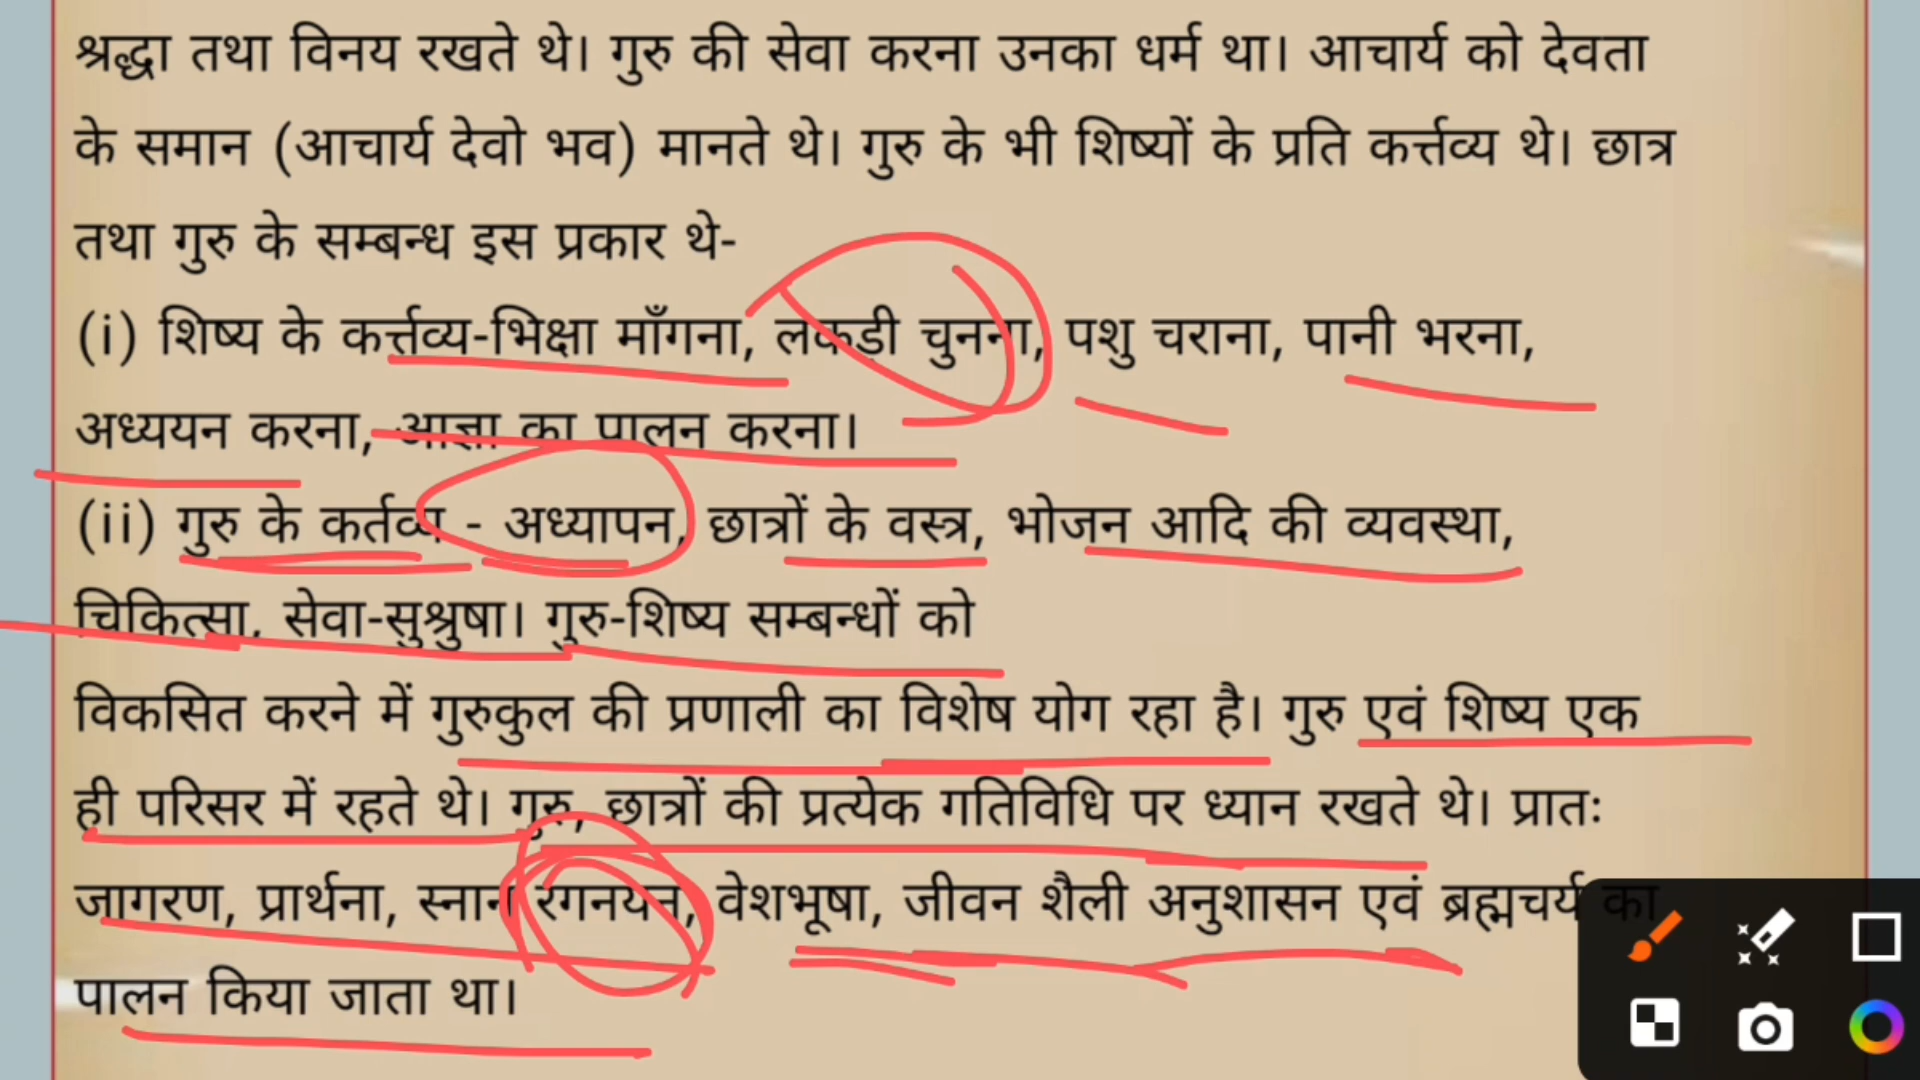 श्रद्धा तथा विनय रखते थे। गुरु की सेवा करना उनका धर्म था। आचार्य को देवता
के समान (आचार्य देवो भव) मानते थे। गुरु के भी शिष्यों के प्रति कर्त्तव्य थे। छात्र
तथा गुरु के सम्बन्ध इस प्रकार थे-
(i) शिष्य के कर्त्तव्य-भिक्षा माँगना, लकड़ी चुनना, पशु चराना, पानी भरना,
अध्ययन करना, आज्ञा का पालन करना।
(ii) गुरु के कर्तव्य - अध्यापन, छात्रों के वस्त्र, भोजन आदि की व्यवस्था,
चिकित्सा, सेवा-सुश्रुषा। गुरु-शिष्य सम्बन्धों को
विकसित करने में गुरुकुल की प्रणाली का विशेष योग रहा है। गुरु एवं शिष्य एक
ही परिसर में रहते थे। गुरु, छात्रों की प्रत्येक गतिविधि पर ध्यान रखते थे। प्रातः
जागरण, प्रार्थना, स्नान रगनयन, वेशभूषा, जीवन शैली अनुशासन एवं ब्रह्मचर्य का
पालन किया जाता था।